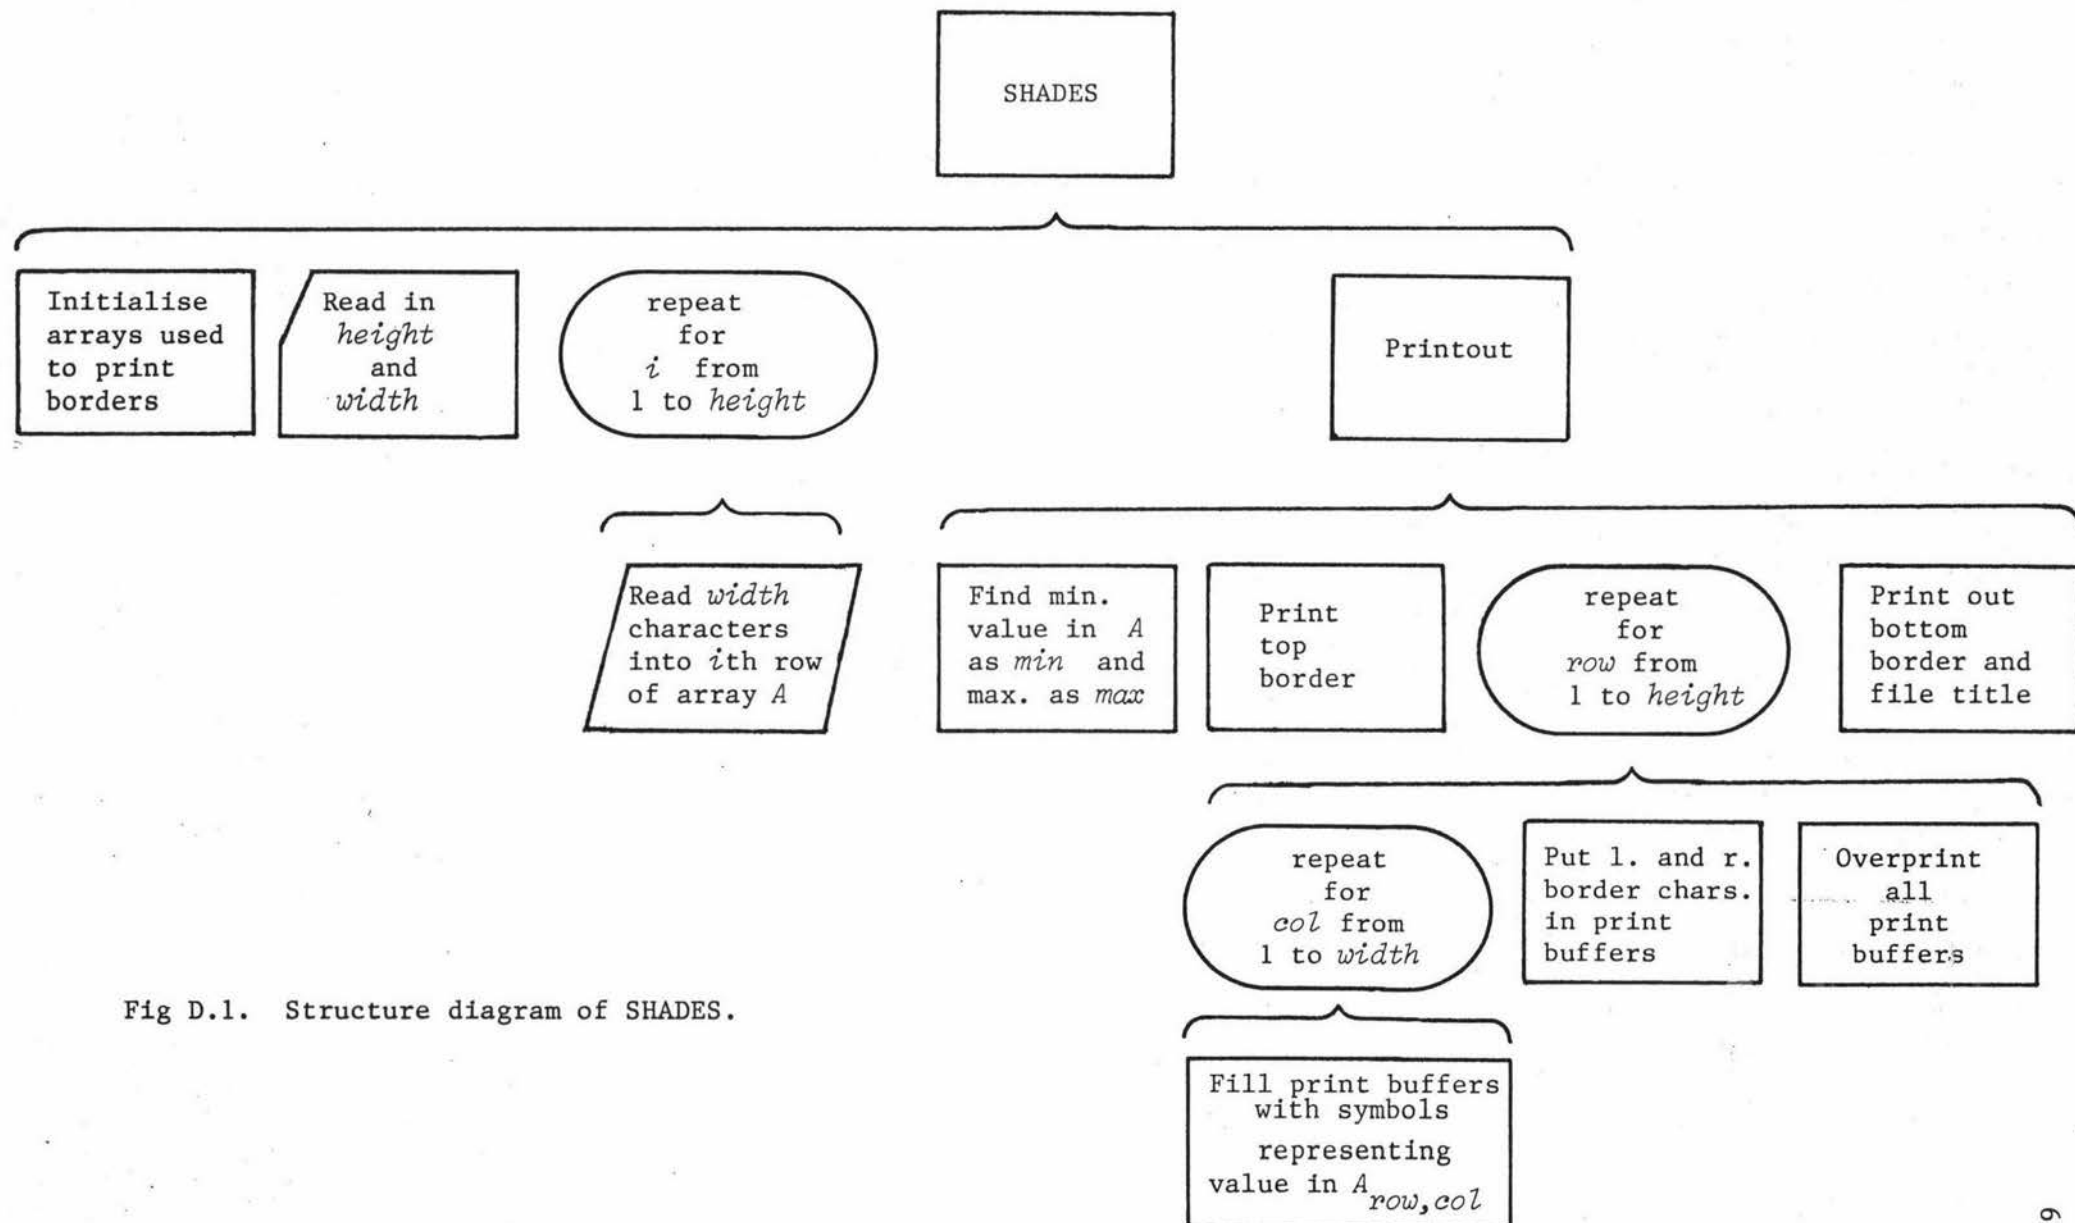 SHADES
Initialise
arrays used
to print
borders
Read in
height
and
width
repeat
for
i from
1 to height
Printout
Read width
characters
into ith row
of array A
Find min.
value in A
as min and
max. as max
Print
top
border
repeat
for
row from
1 to height
Print out
bottom
border and
file title
repeat
for
col from
1 to width
Put l. and r.
border chars.
in print
buffers
Overprint
all
print
buffers
Fill print buffers
with symbols
representing
value in A row,col
Fig D.1. Structure diagram of SHADES.